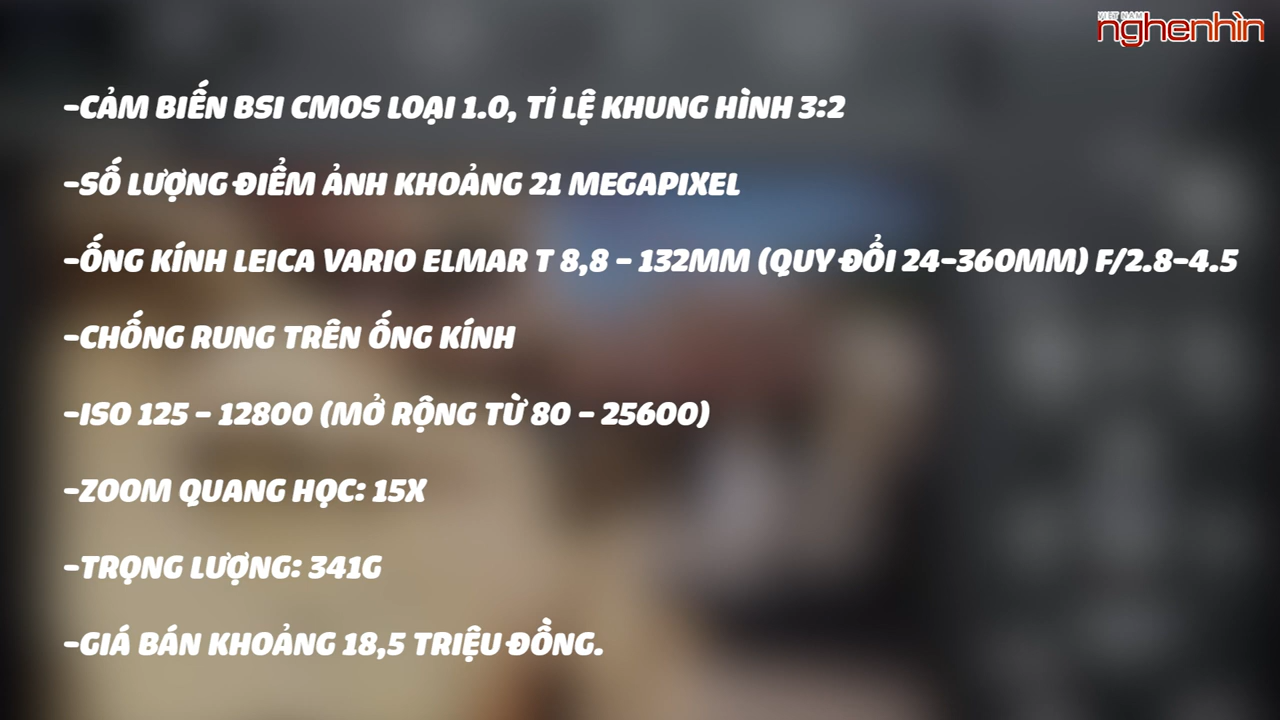 VIỆT NAM
nghenhìn
-CẢM BIẾN BSI CMOS LOẠI 1.0, TỈ LỆ KHUNG HÌNH 3:2
-SỐ LƯỢNG ĐIỂM ẢNH KHOẢNG 21 MEGAPIXEL
-ỐNG KÍNH LEICA VARIO ELMAR T 8,8 - 132MM (QUY ĐỔI 24-360MM) F/2.8-4.5
-CHỐNG RUNG TRÊN ỐNG KÍNH
-ISO 125 - 12800 (MỞ RỘNG TỪ 80 - 25600)
-ZOOM QUANG HỌC: 15X
-TRỌNG LƯỢNG: 341G
-GIÁ BÁN KHOẢNG 18,5 TRIỆU ĐỒNG.